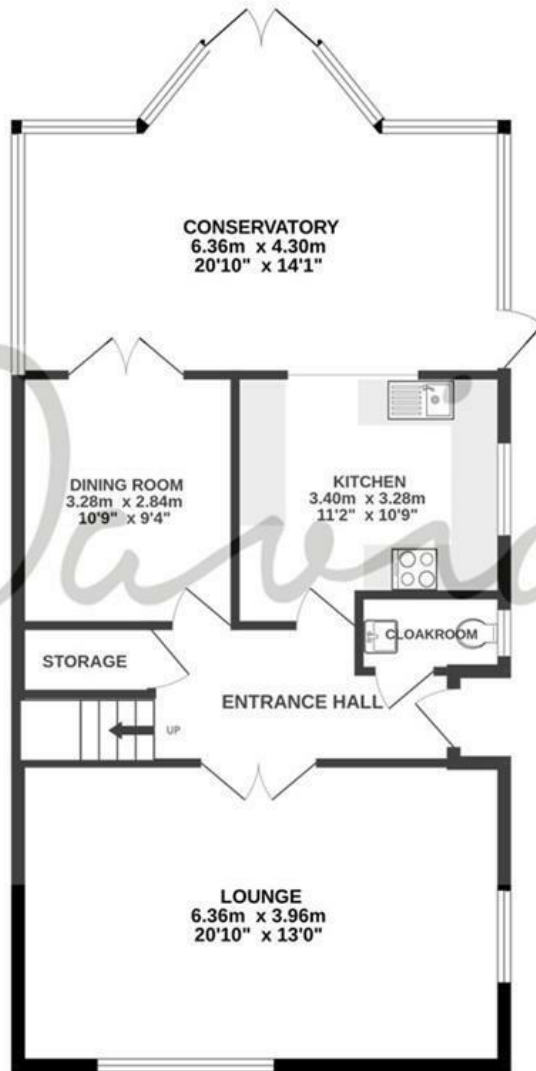 CONSERVATORY
6.36m x 4.30m
20'10" x 14'1"
DINING ROOM
3.28m x 2.84m
10'9" x 9'4"
KITCHEN
3.40m x 3.28m
11'2" x 10'9"
CLOAKROOM
STORAGE
ENTRANCE HALL
UP
LOUNGE
6.36m x 3.96m
20'10" x 13'0"